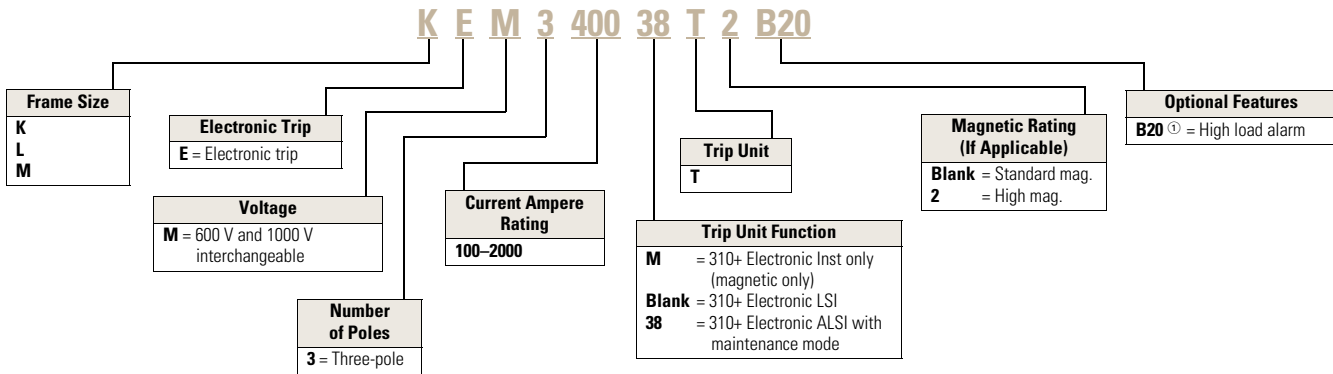 K E M 3 400 38 T 2 B20
Frame Size
K
L
M
Electronic Trip
E = Electronic trip
Voltage
M = 600 V and 1000 V
interchangeable
Number
of Poles
3 = Three-pole
Current Ampere
Rating
100–2000
Trip Unit Function
M = 310+ Electronic Inst only
(magnetic only)
Blank = 310+ Electronic LSI
38 = 310+ Electronic ALSI with
maintenance mode
Trip Unit
T
Magnetic Rating
(If Applicable)
Blank = Standard mag.
2 = High mag.
Optional Features
B20 ① = High load alarm